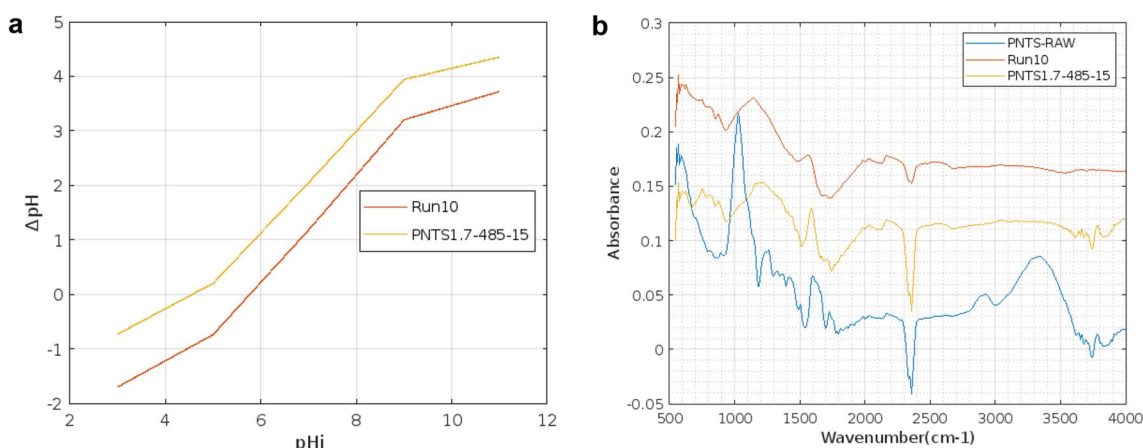 a
5
4
3
2
1
0
-1
-2
2
4
6
8
10
12
ΔpH
pHi
Run10
PNTS1.7-485-15
b
0.3
0.25
0.2
0.15
0.1
0.05
0
-0.05
500
1000
1500
2000
2500
3000
3500
4000
Absorbance
Wavenumber(cm-1)
PNTS-RAW
Run10
PNTS1.7-485-15